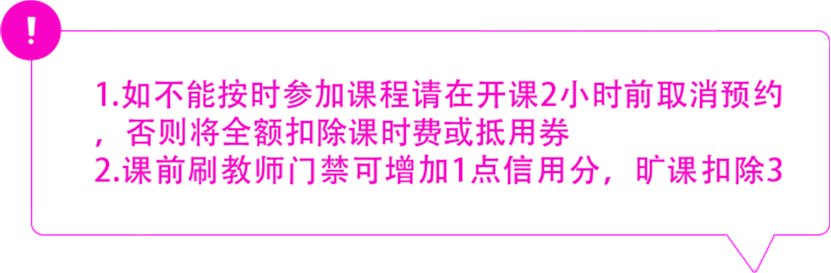 !
1.如不能按时参加课程请在开课2小时前取消预约
，否则将全额扣除课时费或抵用券
2.课前刷教师门禁可增加1点信用分，旷课扣除3